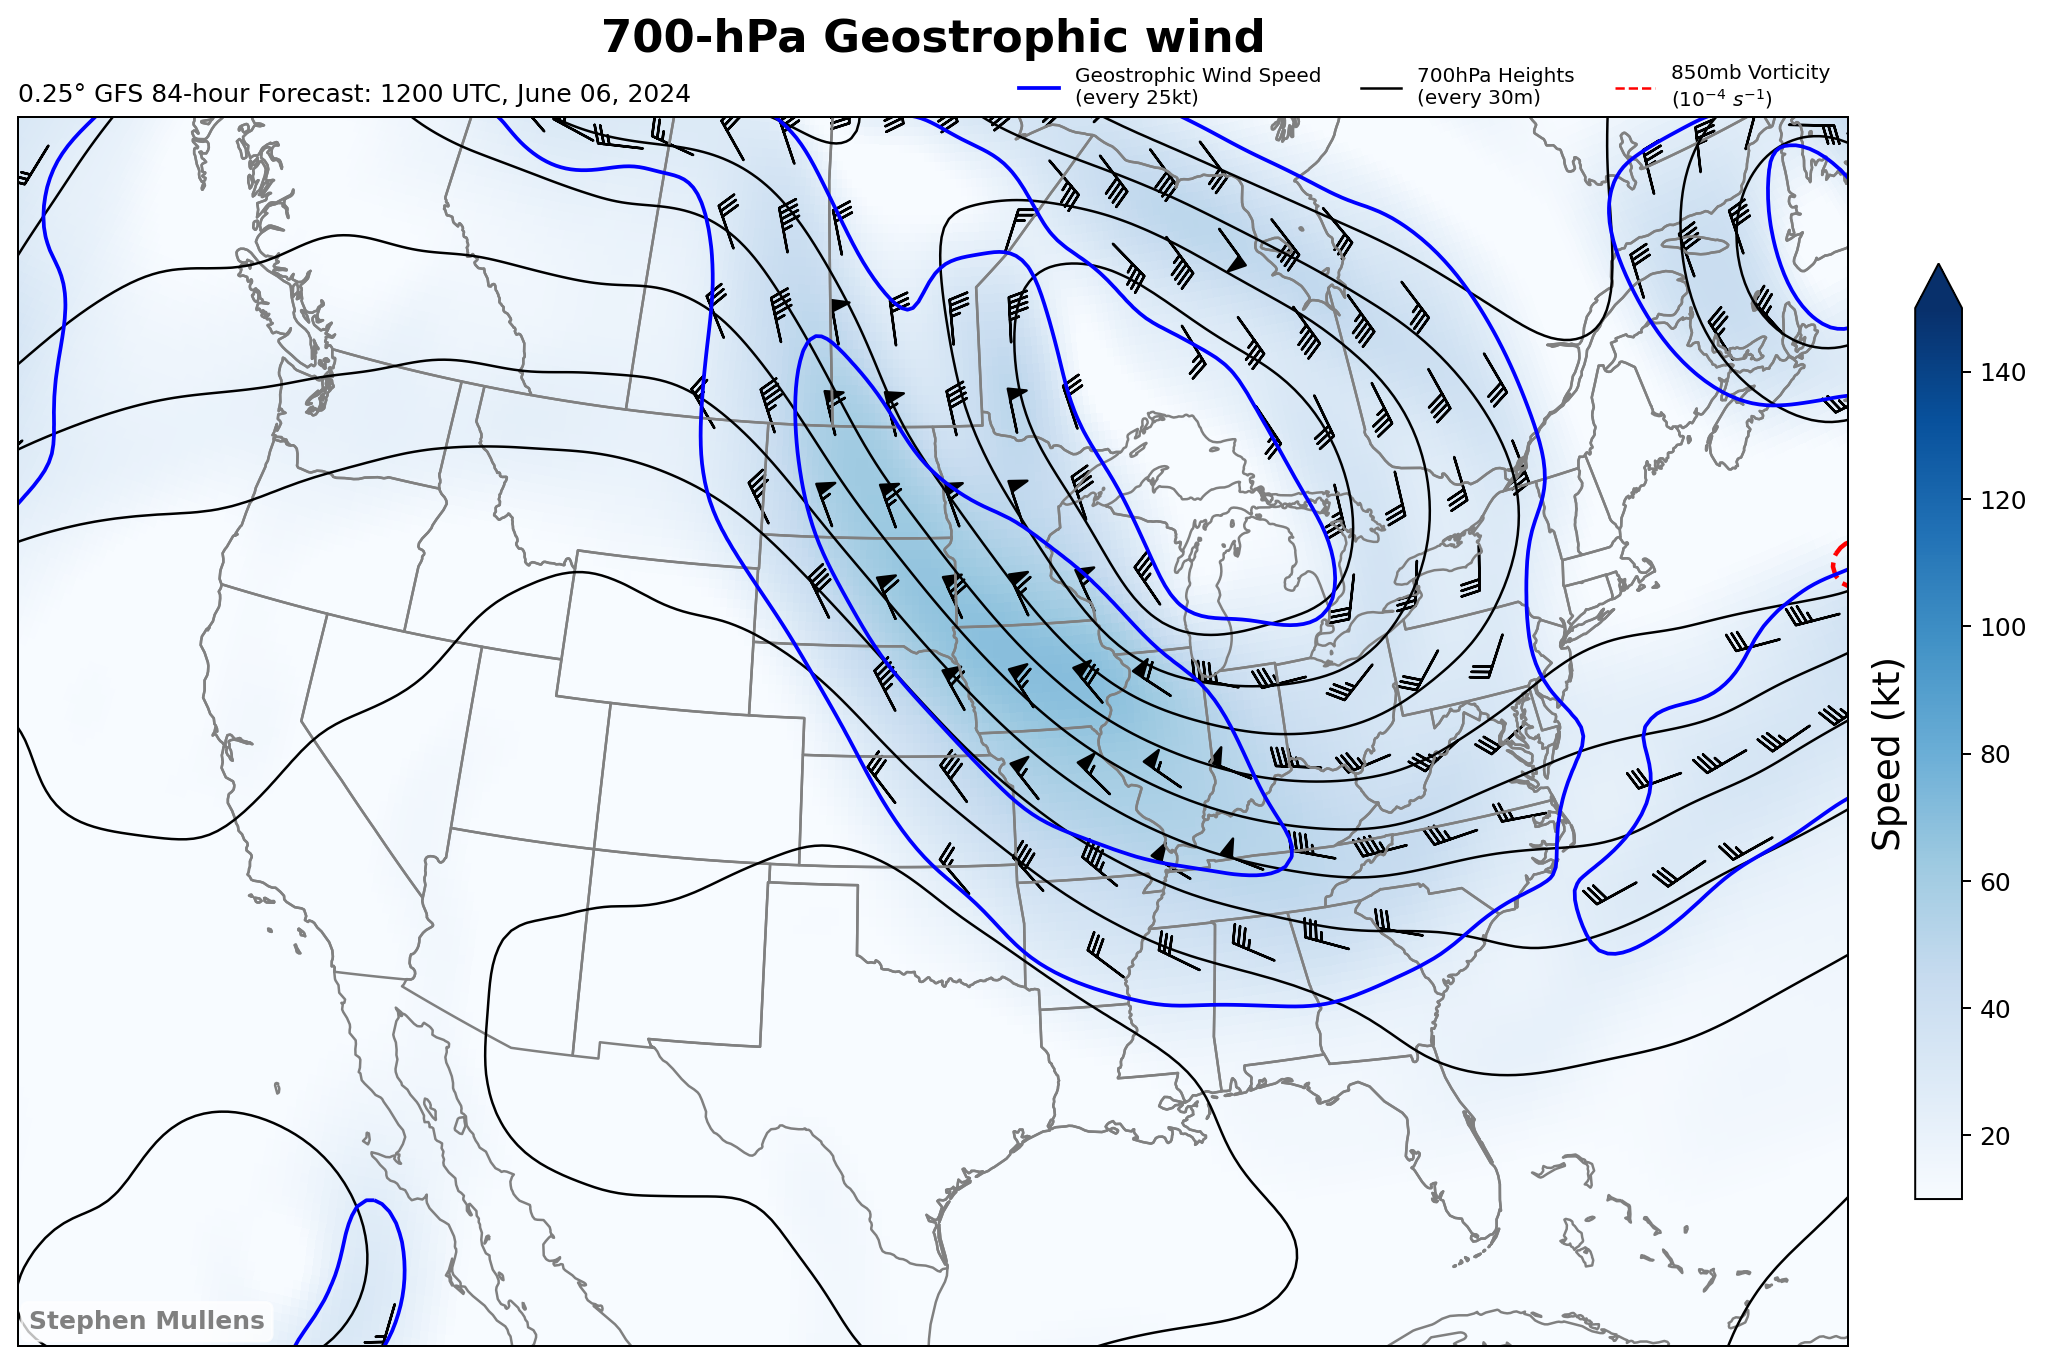 700-hPa Geostrophic wind
0.25° GFS 84-hour Forecast: 1200 UTC, June 06, 2024
Geostrophic Wind Speed
(every 25kt)
700hPa Heights
(every 30m)
850mb Vorticity
(10⁻⁴ s⁻¹)
140
120
100
80
60
40
20
Speed (kt)
Stephen Mullens